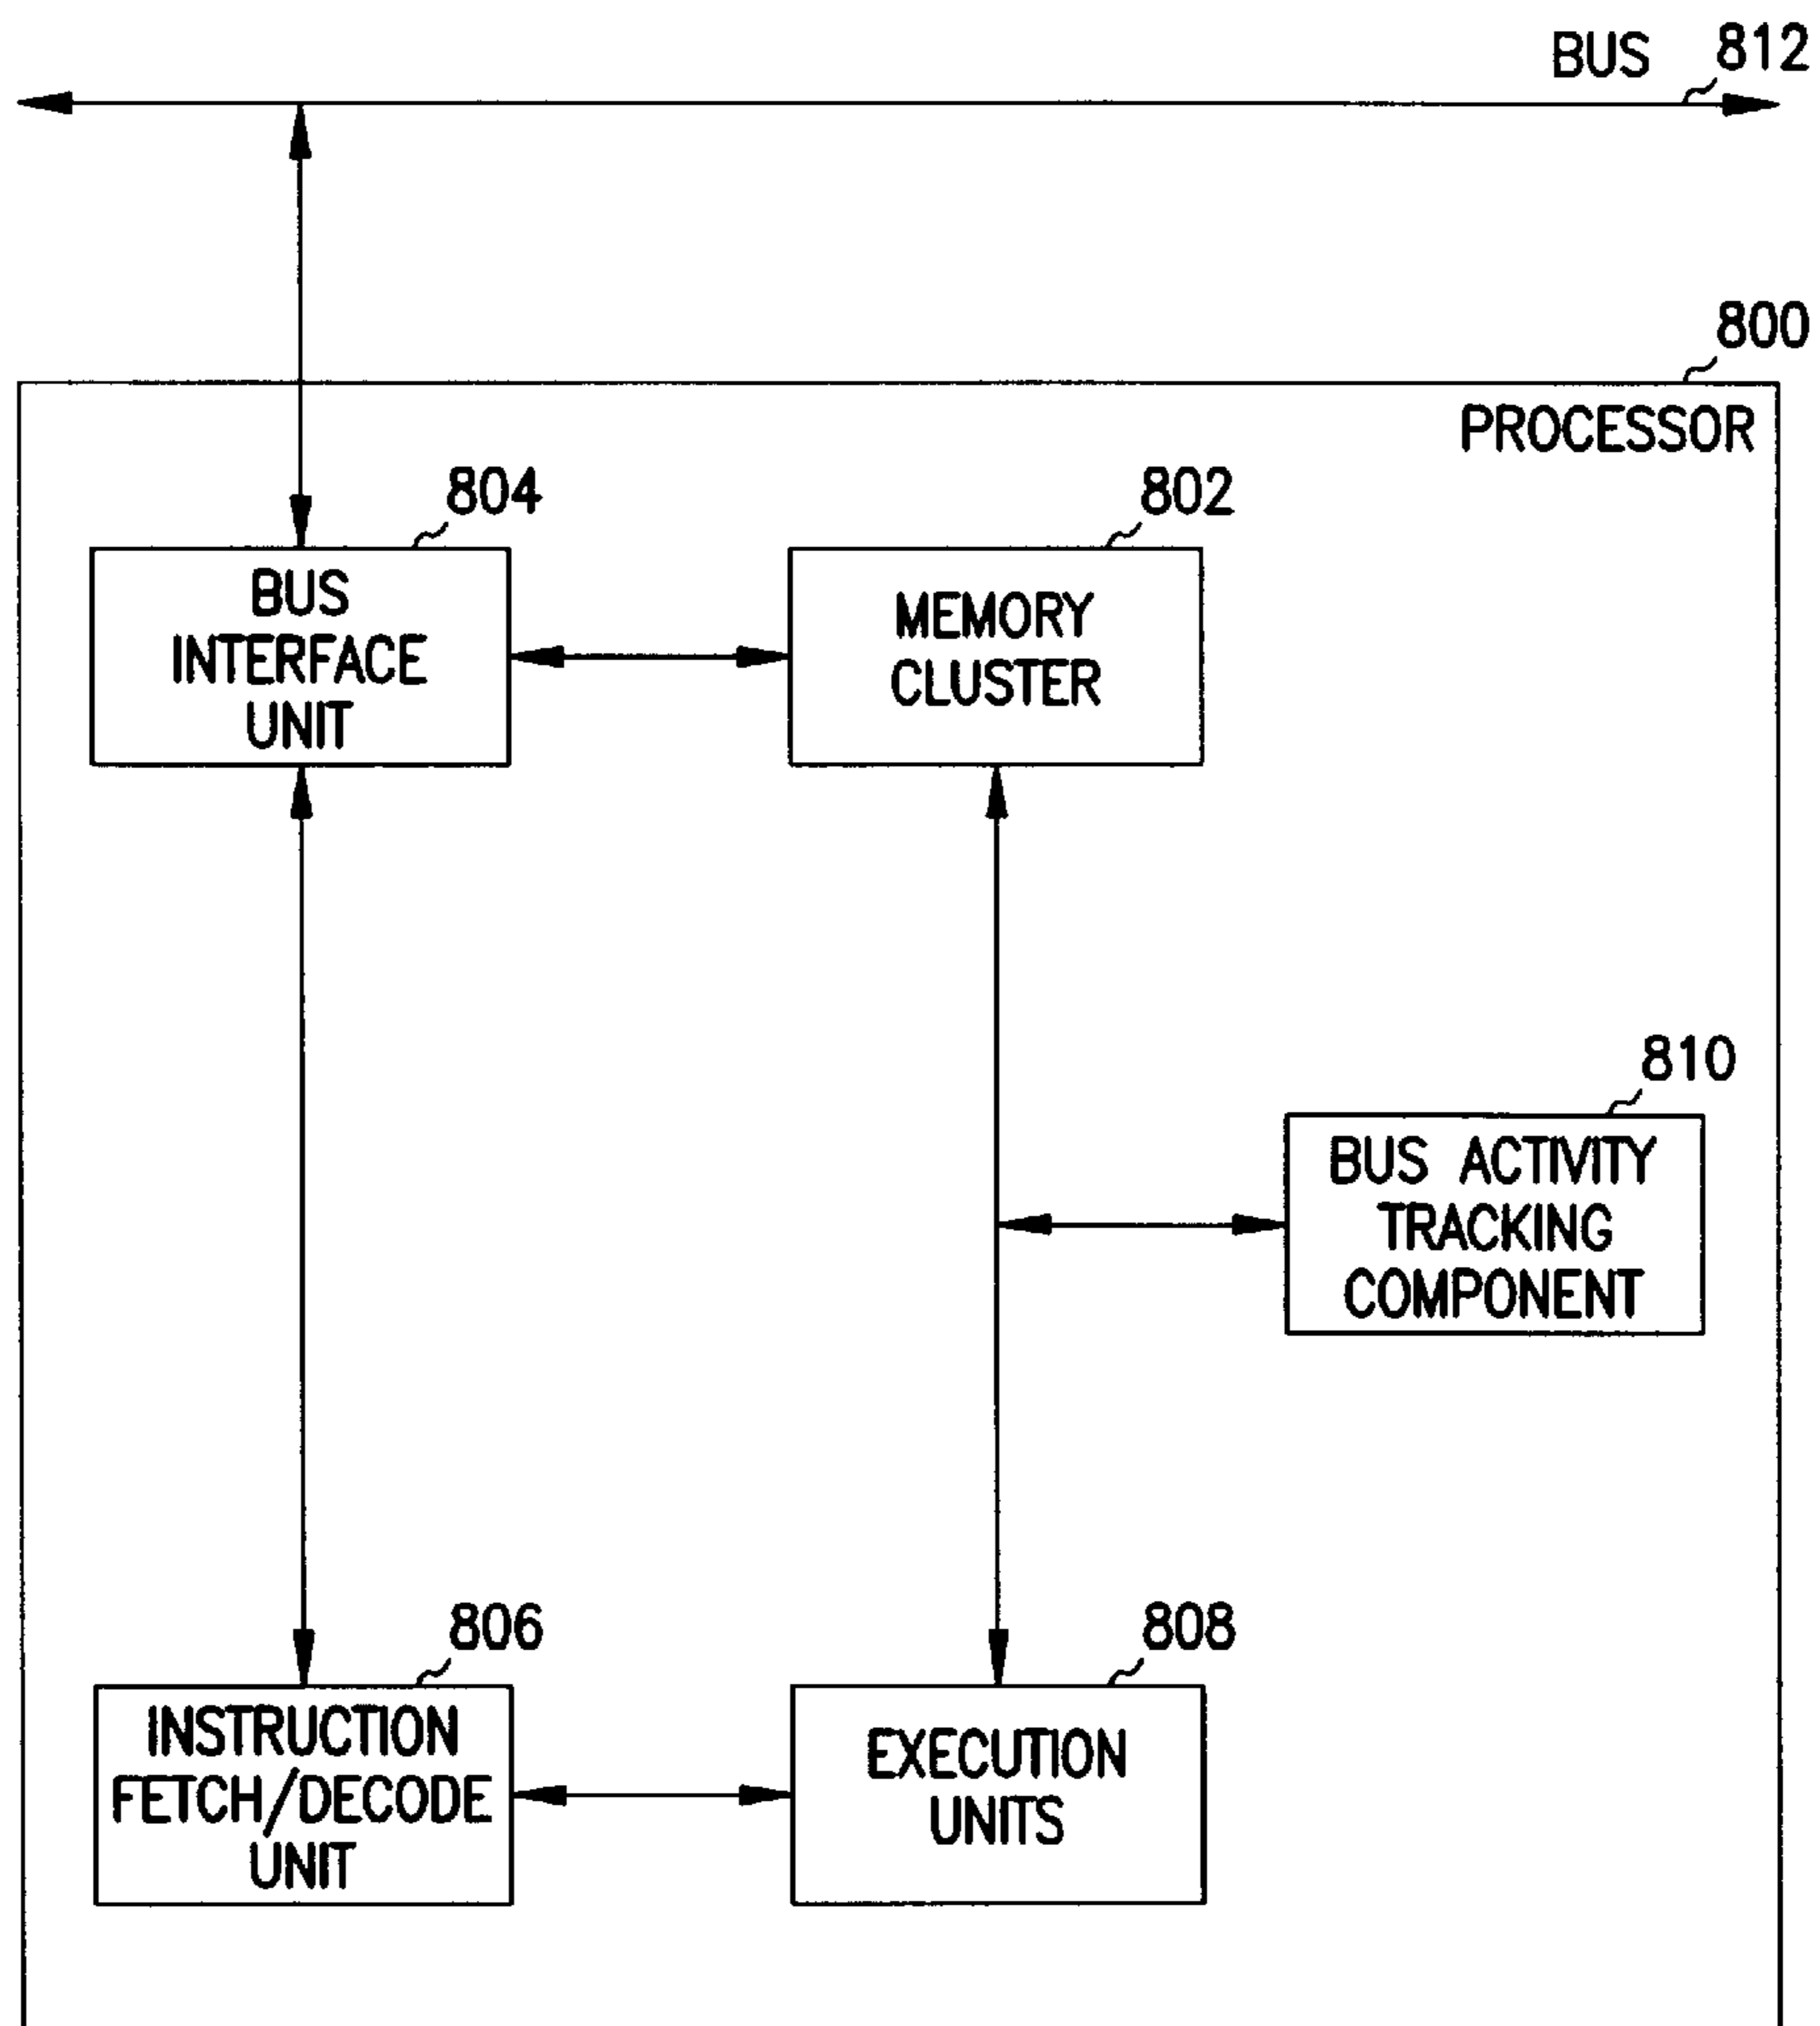 BUS 812
800
PROCESSOR
804
BUS
INTERFACE
UNIT
802
MEMORY
CLUSTER
810
BUS ACTIVITY
TRACKING
COMPONENT
806
INSTRUCTION
FETCH/DECODE
UNIT
808
EXECUTION
UNITS